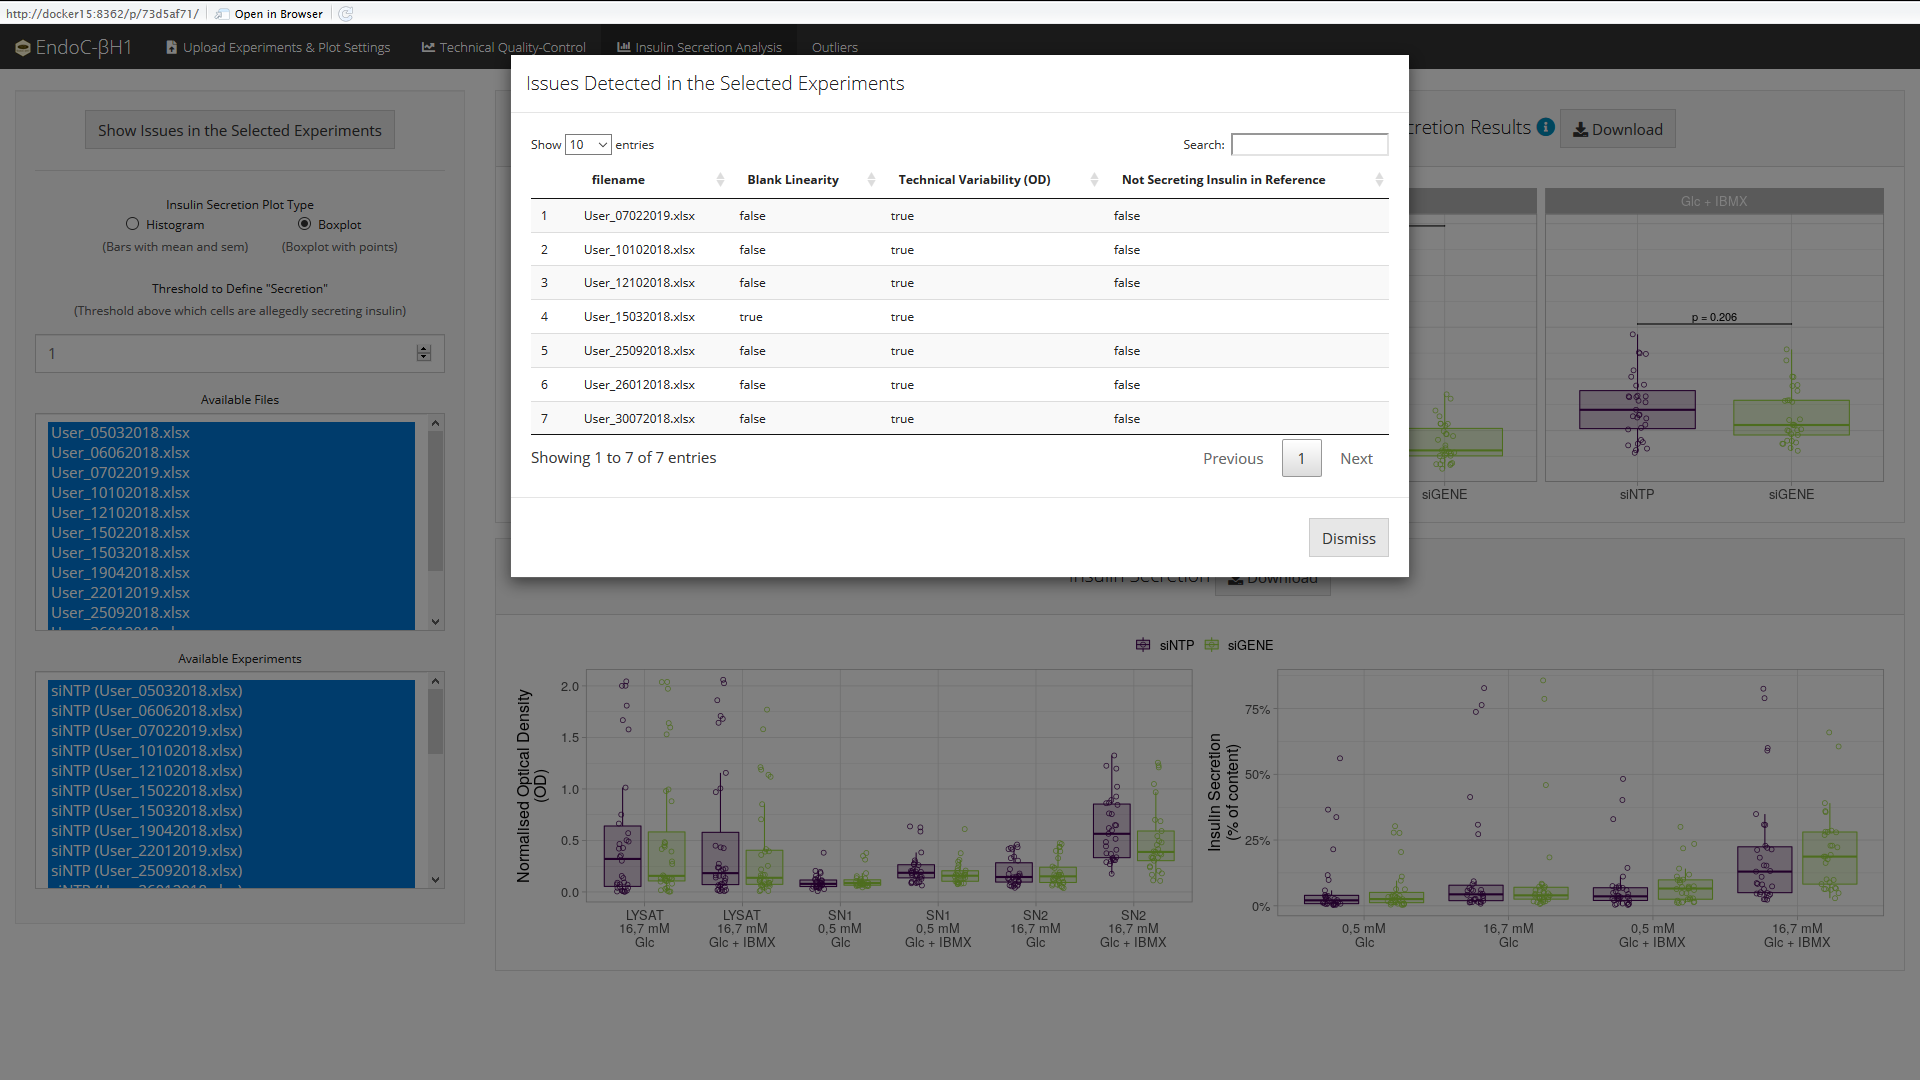 http://docker15:8362/p/73d5af71/ Open in Browser
EndoC-βH1 Upload Experiments & Plot Settings Technical Quality-Control Insulin Secretion Analysis Outliers
Show Issues in the Selected Experiments
Insulin Secretion Plot Type
Histogram Boxplot
(Bars with mean and sem) (Boxplot with points)
Threshold to Define "Secretion"
(Threshold above which cells are allegedly secreting insulin)
1
Available Files
User_05032018.xlsx
User_06062018.xlsx
User_07022019.xlsx
User_10102018.xlsx
User_12102018.xlsx
User_15022018.xlsx
User_15032018.xlsx
User_19042018.xlsx
User_22012019.xlsx
User_25092018.xlsx
Available Experiments
siNTP (User_05032018.xlsx)
siNTP (User_06062018.xlsx)
siNTP (User_07022019.xlsx)
siNTP (User_10102018.xlsx)
siNTP (User_12102018.xlsx)
siNTP (User_15022018.xlsx)
siNTP (User_15032018.xlsx)
siNTP (User_19042018.xlsx)
siNTP (User_22012019.xlsx)
siNTP (User_25092018.xlsx)
Issues Detected in the Selected Experiments
Show 10 entries Search:
filename Blank Linearity Technical Variability (OD) Not Secreting Insulin in Reference
1 User_07022019.xlsx false true false
2 User_10102018.xlsx false true false
3 User_12102018.xlsx false true false
4 User_15032018.xlsx true true
5 User_25092018.xlsx false true false
6 User_26012018.xlsx false true false
7 User_30072018.xlsx false true false
Showing 1 to 7 of 7 entries Previous 1 Next
Dismiss
cretion Results Download
Glc + IBMX
p = 0.206
siGENE siNTP siGENE
Insulin Secretion Download
siNTP siGENE
Normalised Optical Density
(OD)
2.0
1.5
1.0
0.5
0.0
LYSAT LYSAT SN1 SN1 SN2 SN2
16,7 mM 16,7 mM 0,5 mM 0,5 mM 16,7 mM 16,7 mM
Glc Glc + IBMX Glc Glc + IBMX Glc Glc + IBMX
Insulin Secretion
(% of content)
75%
50%
25%
0%
0,5 mM 16,7 mM 0,5 mM 16,7 mM
Glc Glc Glc + IBMX Glc + IBMX